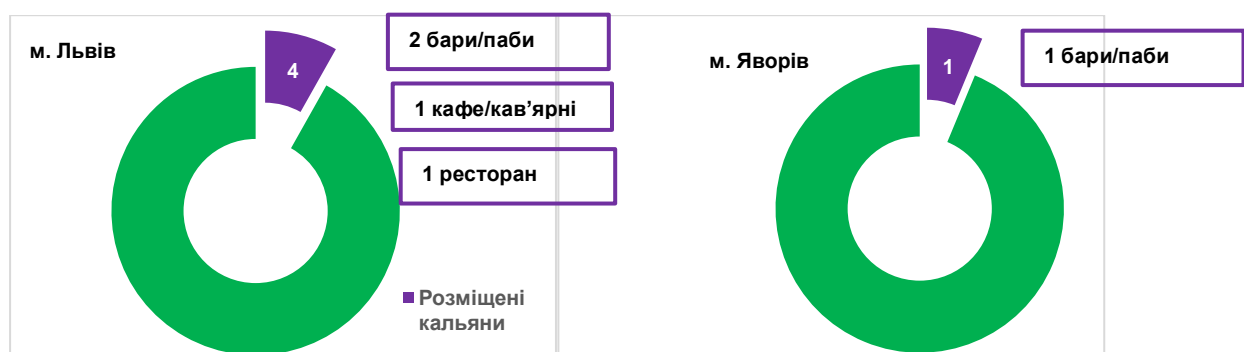 м. Львів
4
2 бари/паби
1 кафе/кав’ярні
1 ресторан
Розміщені
кальяни
м. Яворів
1
1 бари/паби